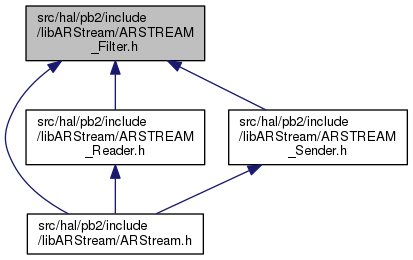 src/hal/pb2/include
/libARStream/ARSTREAM
_Filter.h
src/hal/pb2/include
/libARStream/ARSTREAM
_Reader.h
src/hal/pb2/include
/libARStream/ARSTREAM
_Sender.h
src/hal/pb2/include
/libARStream/ARStream.h